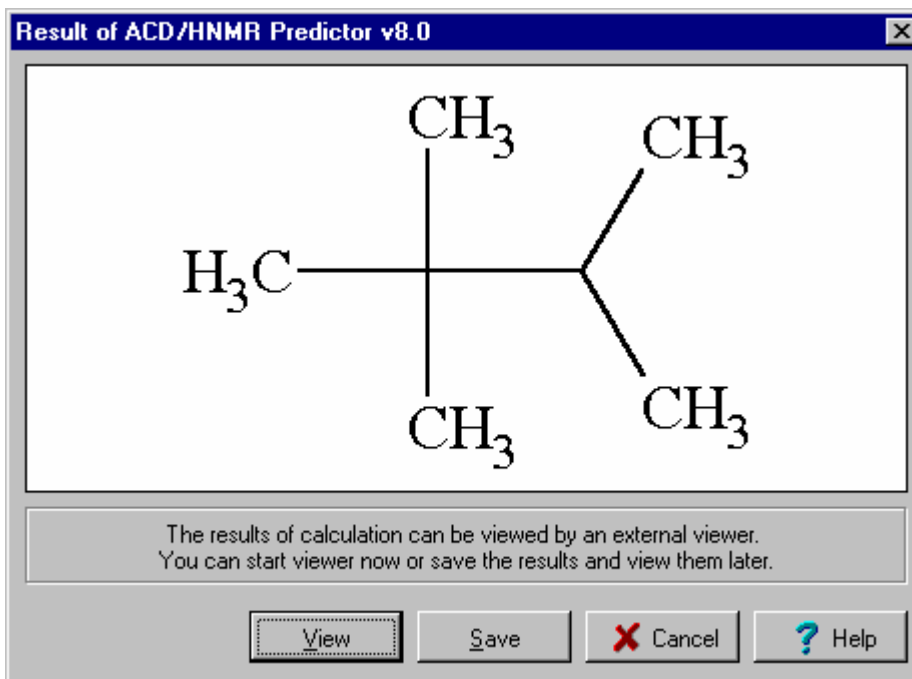 Result of ACD/HNMR Predictor v8.0
CH3
CH3
H3C
CH3
CH3
The results of calculation can be viewed by an external viewer.
You can start viewer now or save the results and view them later.
View Save Cancel ? Help